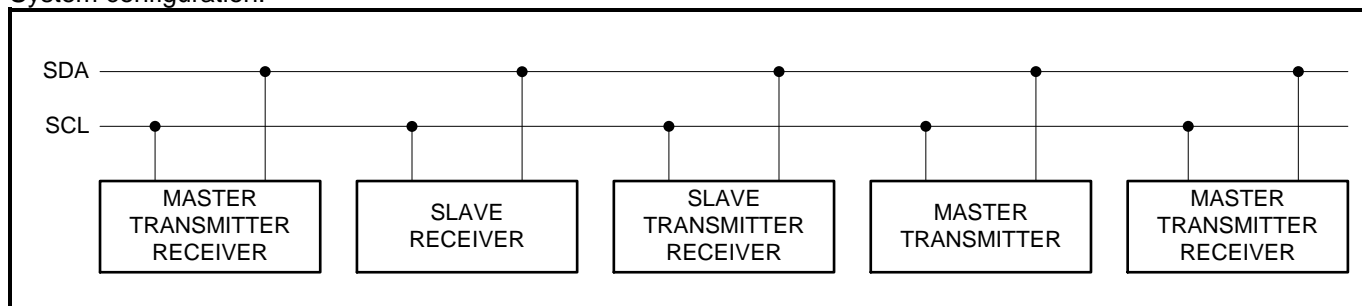 System configuration:
SDA
SCL
MASTER
TRANSMITTER
RECEIVER
SLAVE
RECEIVER
SLAVE
TRANSMITTER
RECEIVER
MASTER
TRANSMITTER
MASTER
TRANSMITTER
RECEIVER